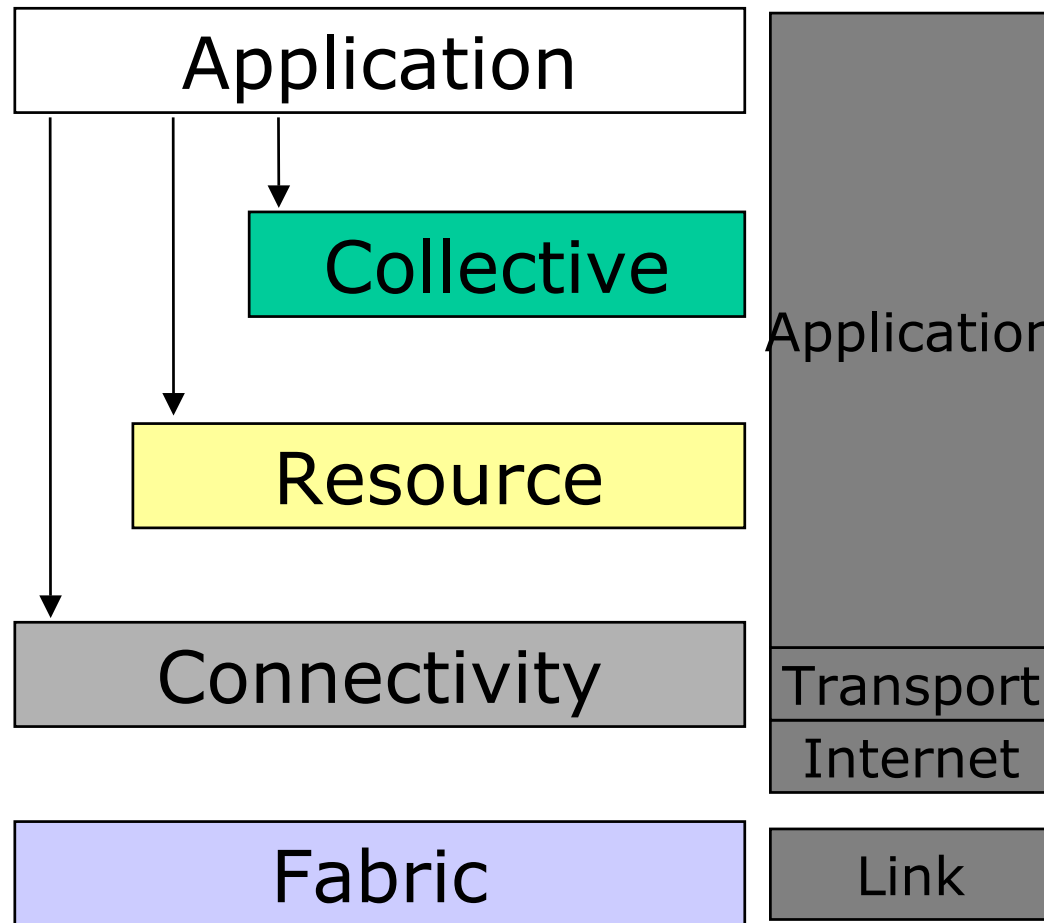 Application
Collective
Resource
Connectivity
Fabric
Application
Transport
Internet
Link